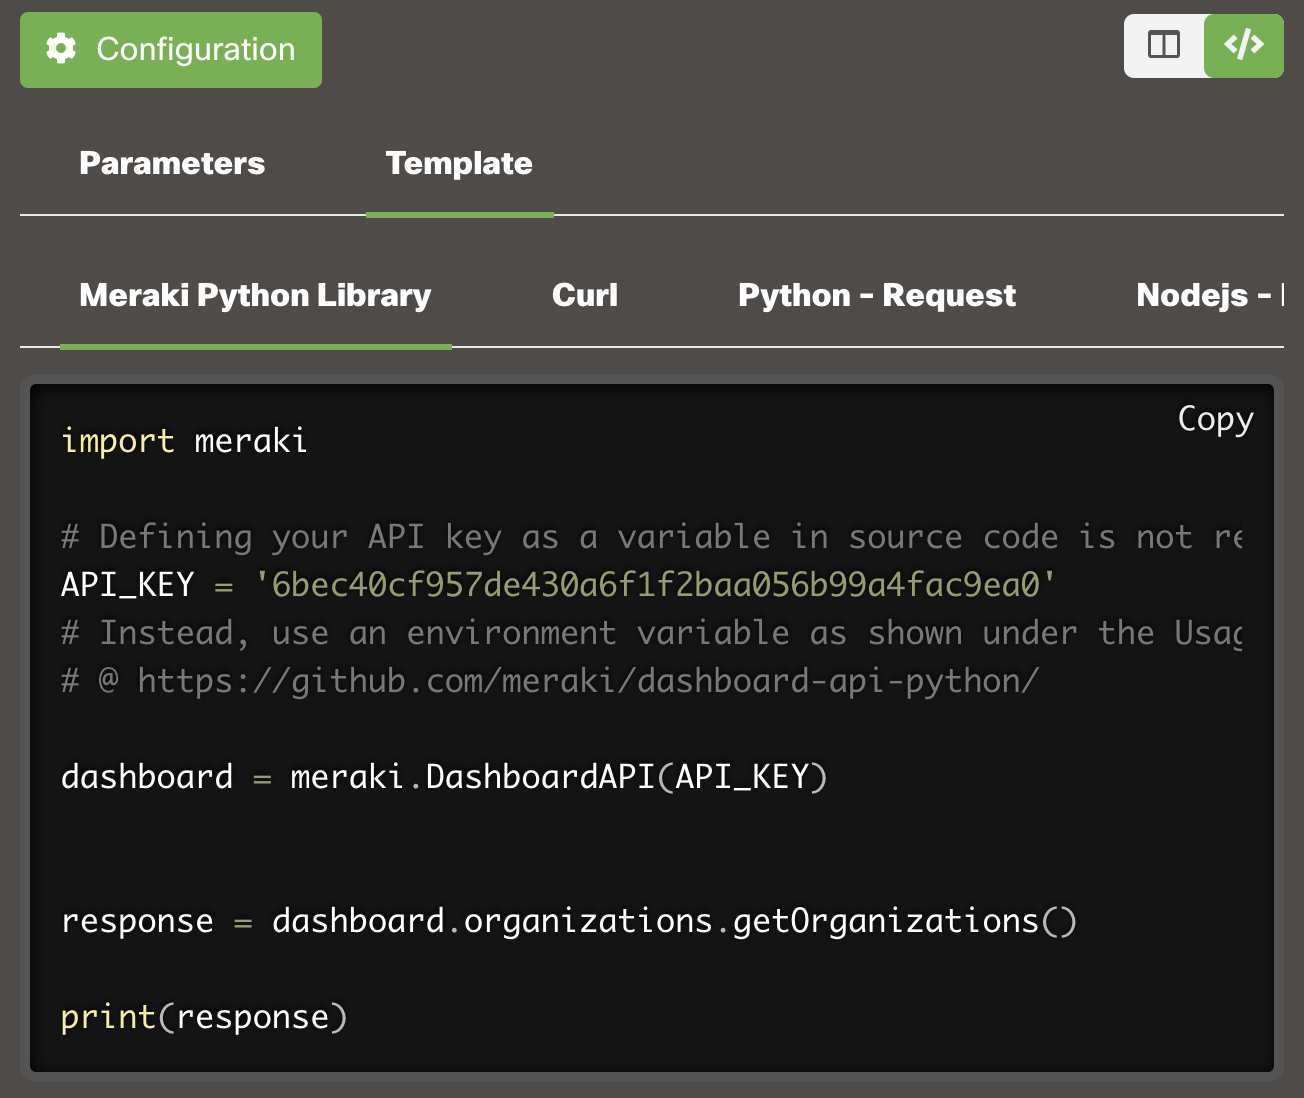 Configuration
Parameters Template
Meraki Python Library Curl Python - Request Nodejs -
Copy
import meraki
# Defining your API key as a variable in source code is not re
API_KEY = '6bec40cf957de430a6f1f2baa056b99a4fac9ea0'
# Instead, use an environment variable as shown under the Usag
# @ https://github.com/meraki/dashboard-api-python/
dashboard = meraki.DashboardAPI(API_KEY)
response = dashboard.organizations.getOrganizations()
print(response)